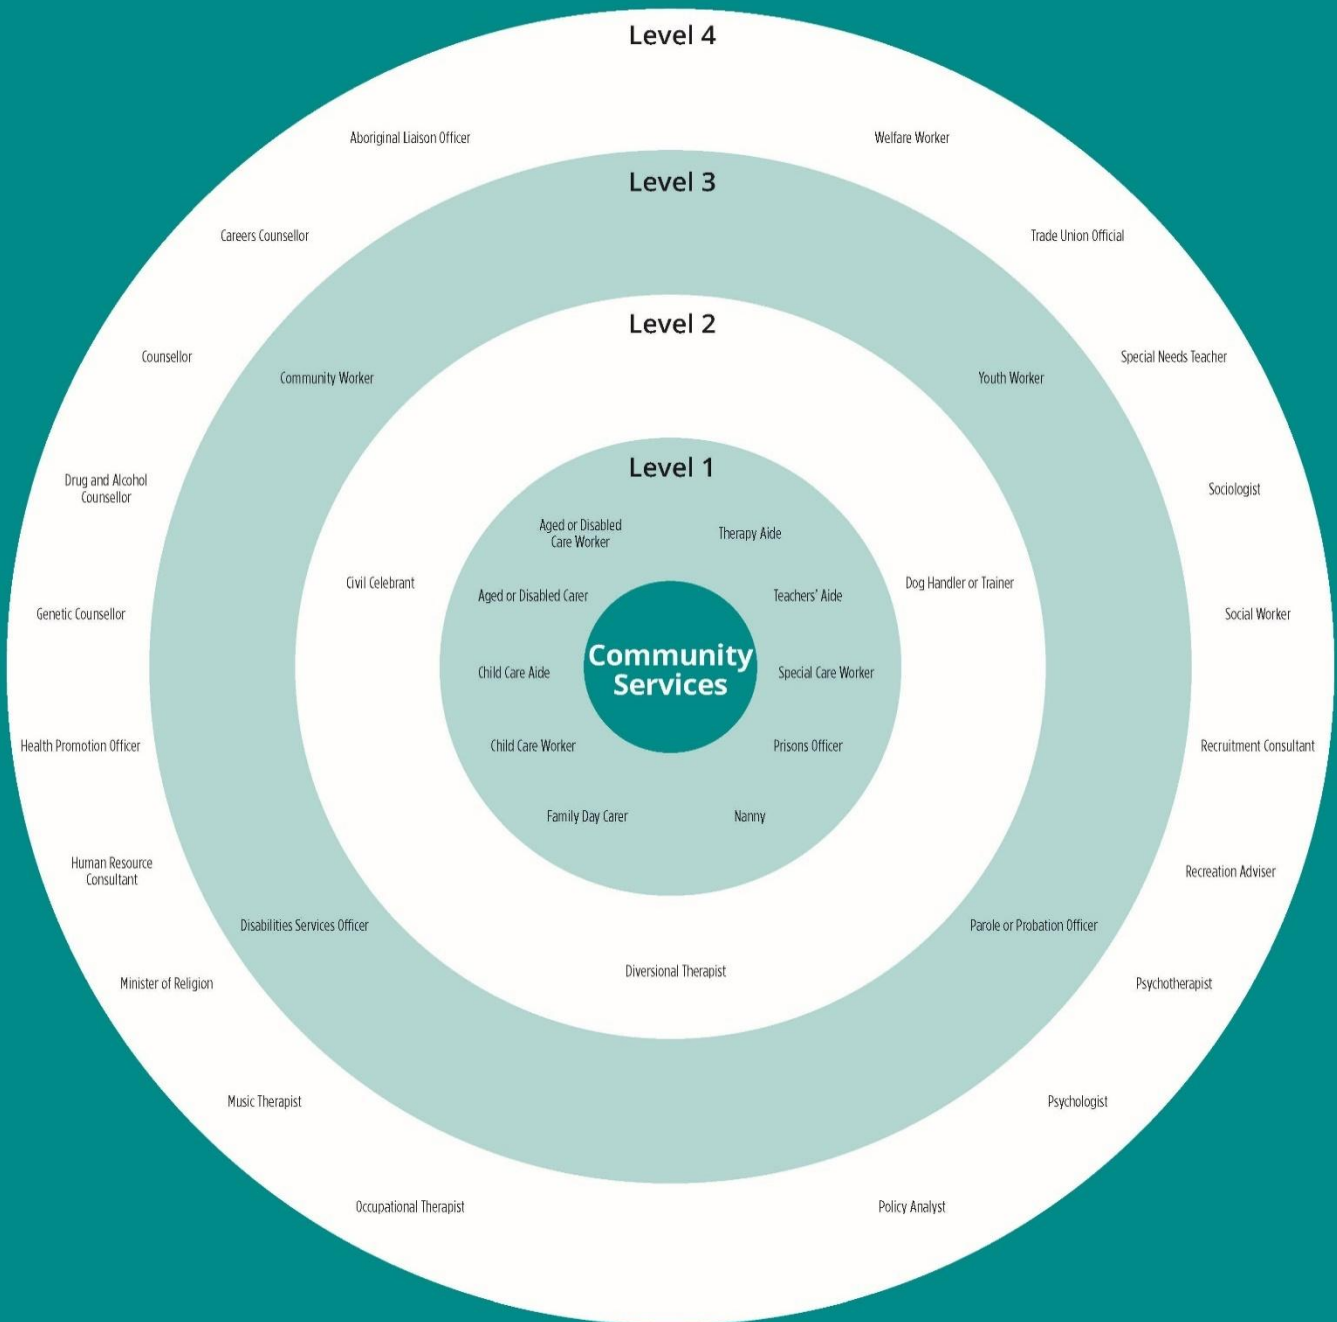 Level 4
Aboriginal Liaison Officer
Welfare Worker
Careers Counsellor
Trade Union Official
Counsellor
Special Needs Teacher
Drug and Alcohol
Counsellor
Sociologist
Genetic Counsellor
Social Worker
Health Promotion Officer
Recruitment Consultant
Human Resource
Consultant
Recreation Adviser
Minister of Religion
Psychotherapist
Music Therapist
Psychologist
Occupational Therapist
Policy Analyst
Level 3
Community Worker
Youth Worker
Disabilities Services Officer
Parole or Probation Officer
Level 2
Civil Celebrant
Dog Handler or Trainer
Diversional Therapist
Level 1
Aged or Disabled
Care Worker
Therapy Aide
Aged or Disabled Carer
Teachers’ Aide
Child Care Aide
Special Care Worker
Child Care Worker
Prisons Officer
Family Day Carer
Nanny
Community
Services